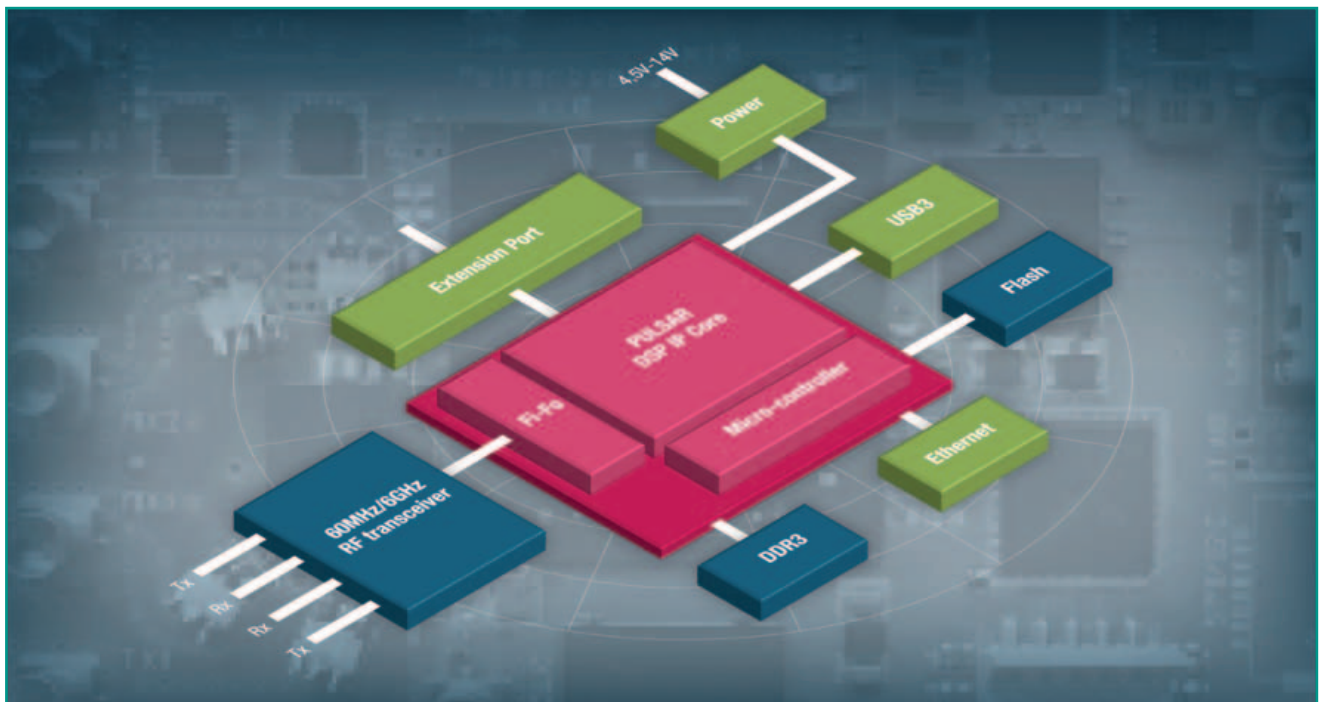 4,5V-14V
Power
USB3
Extension Port
Flash
PULSAR
DSP IP Core
Micro-controller
Fi-Fo
Ethernet
60MHz/6GHz
RF transceiver
DDR3
Tx
Rx
Rx
Tx